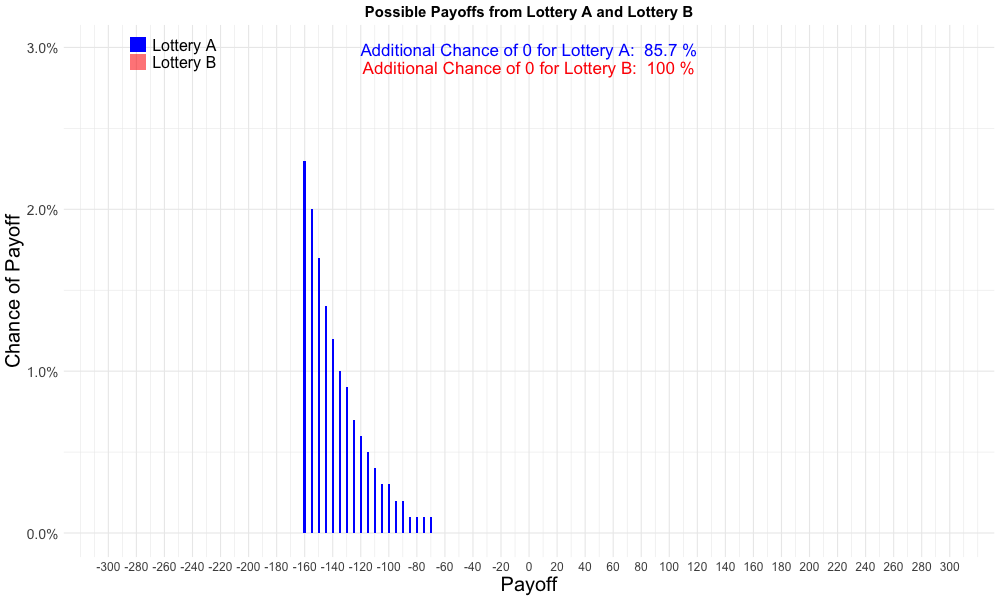 Possible Payoffs from Lottery A and Lottery B
Lottery A
Lottery B
Additional Chance of 0 for Lottery A: 85.7 %
Additional Chance of 0 for Lottery B: 100 %
Chance of Payoff
3.0%
2.0%
1.0%
0.0%
-300 -280 -260 -240 -220 -200 -180 -160 -140 -120 -100 -80 -60 -40 -20 0 20 40 60 80 100 120 140 160 180 200 220 240 260 280 300
Payoff